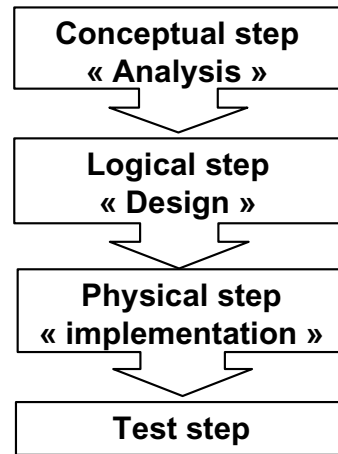 Conceptual step
« Analysis »
Logical step
« Design »
Physical step
« implementation »
Test step